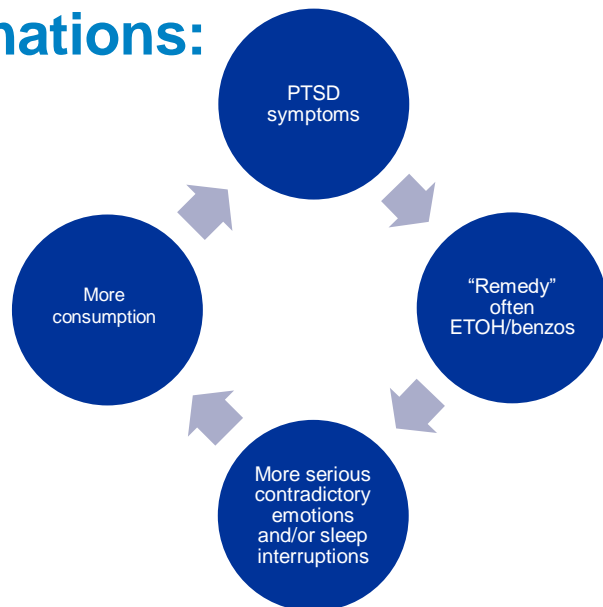 nations:
PTSD
symptoms
“Remedy”
often
ETOH/benzos
More serious
contradictory
emotions
and/or sleep
interruptions
More
consumption